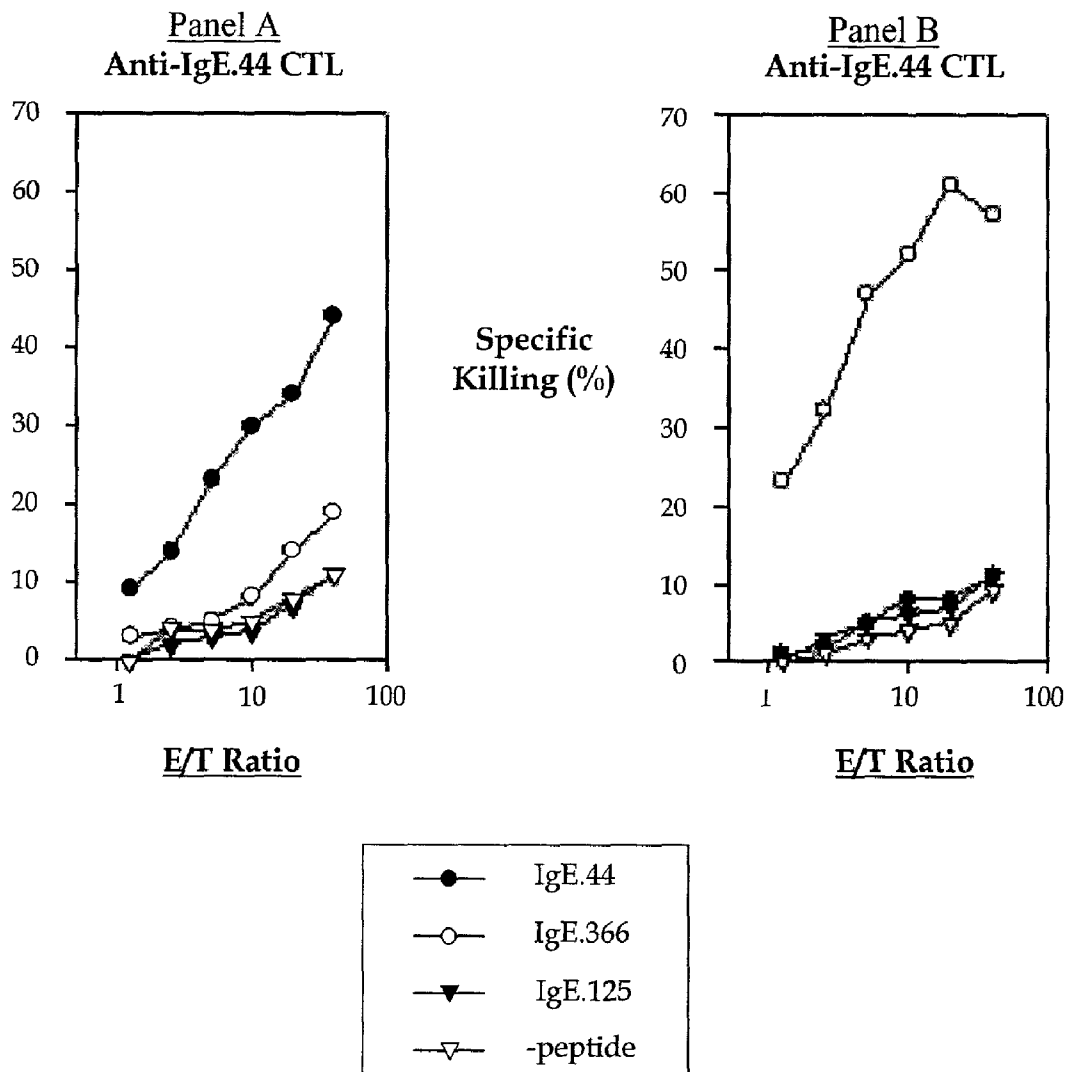 Panel A
Anti-IgE.44 CTL
70
60
50
40
30
20
10
0
1
10
100
E/T Ratio
Specific
Killing (%)
Panel B
Anti-IgE.44 CTL
70
60
50
40
30
20
10
0
1
10
100
E/T Ratio
IgE.44
IgE.366
IgE.125
-peptide